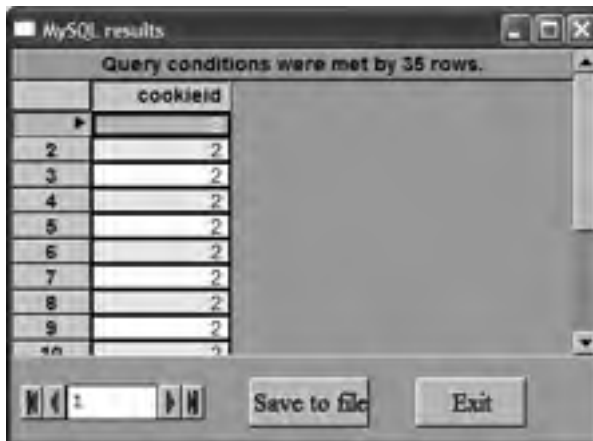 MySQL results
Query conditions were met by 35 rows.
cookieid
2 2
3 2
4 2
5 2
6 2
7 2
8 2
9 2
10 2
1 Save to file Exit